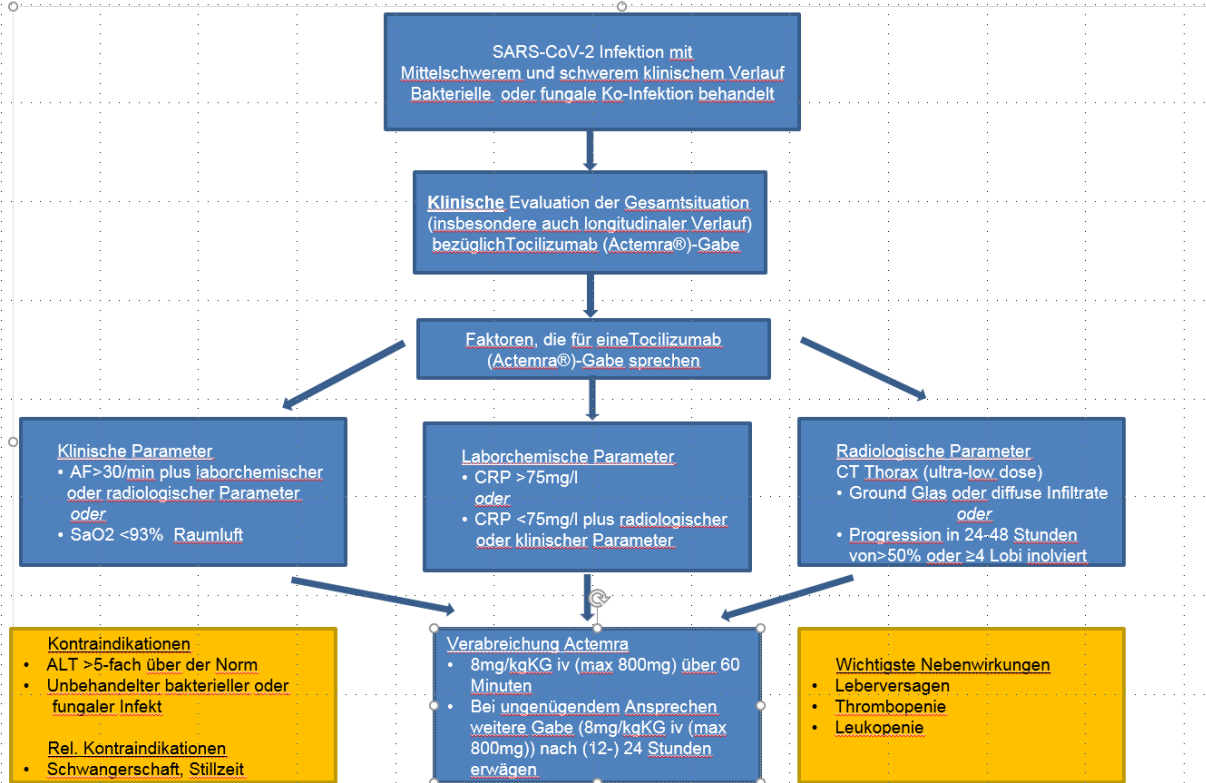 SARS-CoV-2 Infektion mit
Mittelschwerem und schwerem klinischem Verlauf
Bakterielle oder fungale Ko-Infektion behandelt
Klinische Evaluation der Gesamtsituation
(insbesondere auch longitudinaler Verlauf)
bezüglichTocilizumab (Actemra®)-Gabe
Faktoren, die für eineTocilizumab
(Actemra®)-Gabe sprechen
Klinische Parameter
• AF>30/min plus laborchemischer
oder radiologischer Parameter
oder
• SaO2 <93% Raumluft
Laborchemische Parameter
• CRP >75mg/l
oder
• CRP <75mg/l plus radiologischer
oder klinischer Parameter
Radiologische Parameter
CT Thorax (ultra-low dose)
• Ground Glas oder diffuse Infiltrate
oder
• Progression in 24-48 Stunden
von>50% oder ≥4 Lobi inolviert
Kontraindikationen
• ALT >5-fach über der Norm
• Unbehandelter bakterieller oder
fungaler Infekt
Rel. Kontraindikationen
• Schwangerschaft, Stillzeit
Verabreichung Actemra
• 8mg/kgKG iv (max 800mg) über 60
Minuten
• Bei ungenügendem Ansprechen
weitere Gabe (8mg/kgKG iv (max
800mg)) nach (12-) 24 Stunden
erwägen
Wichtigste Nebenwirkungen
• Leberversagen
• Thrombopenie
• Leukopenie